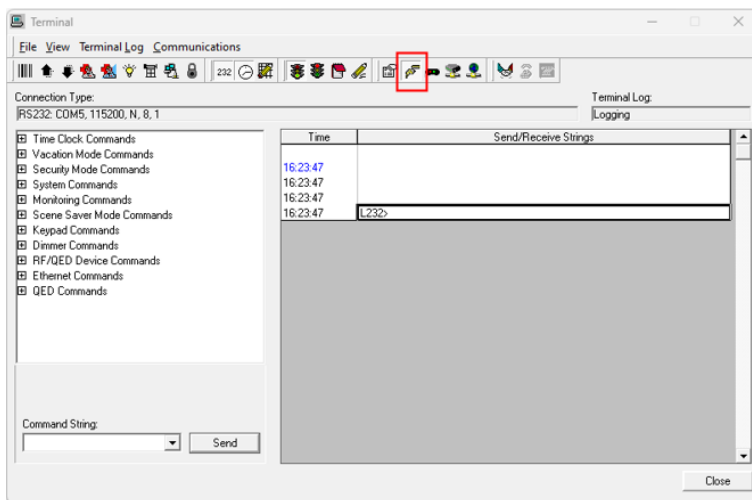 Terminal
File View Terminal Log Communications
232
Connection Type:
Terminal Log:
RS232: COM5, 115200, N, 8, 1
Logging
Time Clock Commands
Vacation Mode Commands
Security Mode Commands
System Commands
Monitoring Commands
Scene Saver Mode Commands
Keypad Commands
Dimmer Commands
RF/QED Device Commands
Ethernet Commands
QED Commands
Time Send/Receive Strings
16:23:47
16:23:47
16:23:47
16:23:47 L232>
Command String:
Send
Close